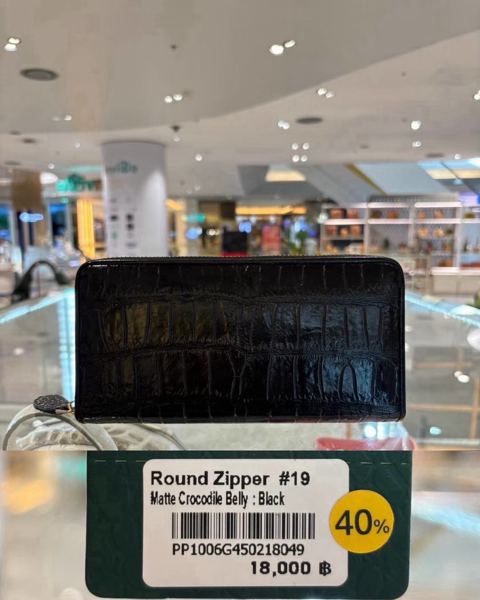 Round Zipper #19
Matte Crocodile Belly : Black
40%
PP1006G450218049
18,000 ฿